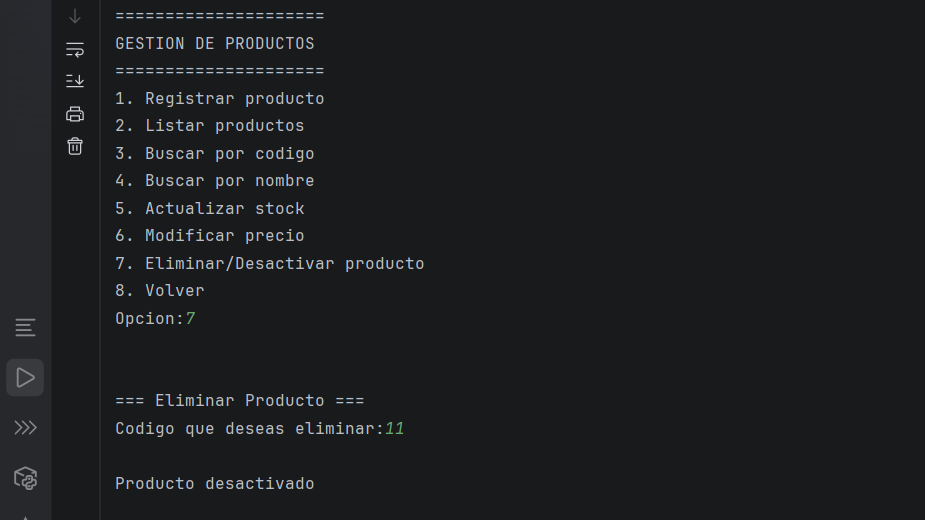 =====================
GESTION DE PRODUCTOS
=====================
1. Registrar producto
2. Listar productos
3. Buscar por codigo
4. Buscar por nombre
5. Actualizar stock
6. Modificar precio
7. Eliminar/Desactivar producto
8. Volver
Opcion:7
=== Eliminar Producto ===
Codigo que deseas eliminar:11
Producto desactivado